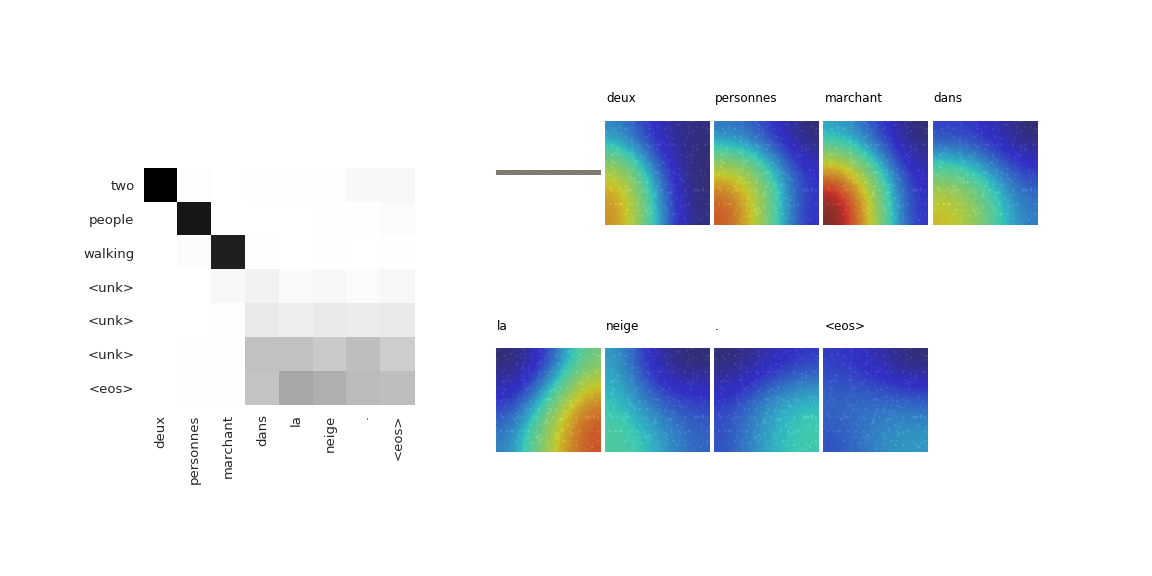 two
people
walking
<unk>
<unk>
<unk>
<eos>
deux
personnes
marchant
dans
la
neige
.
<eos>
deux personnes marchant dans
la neige . <eos>